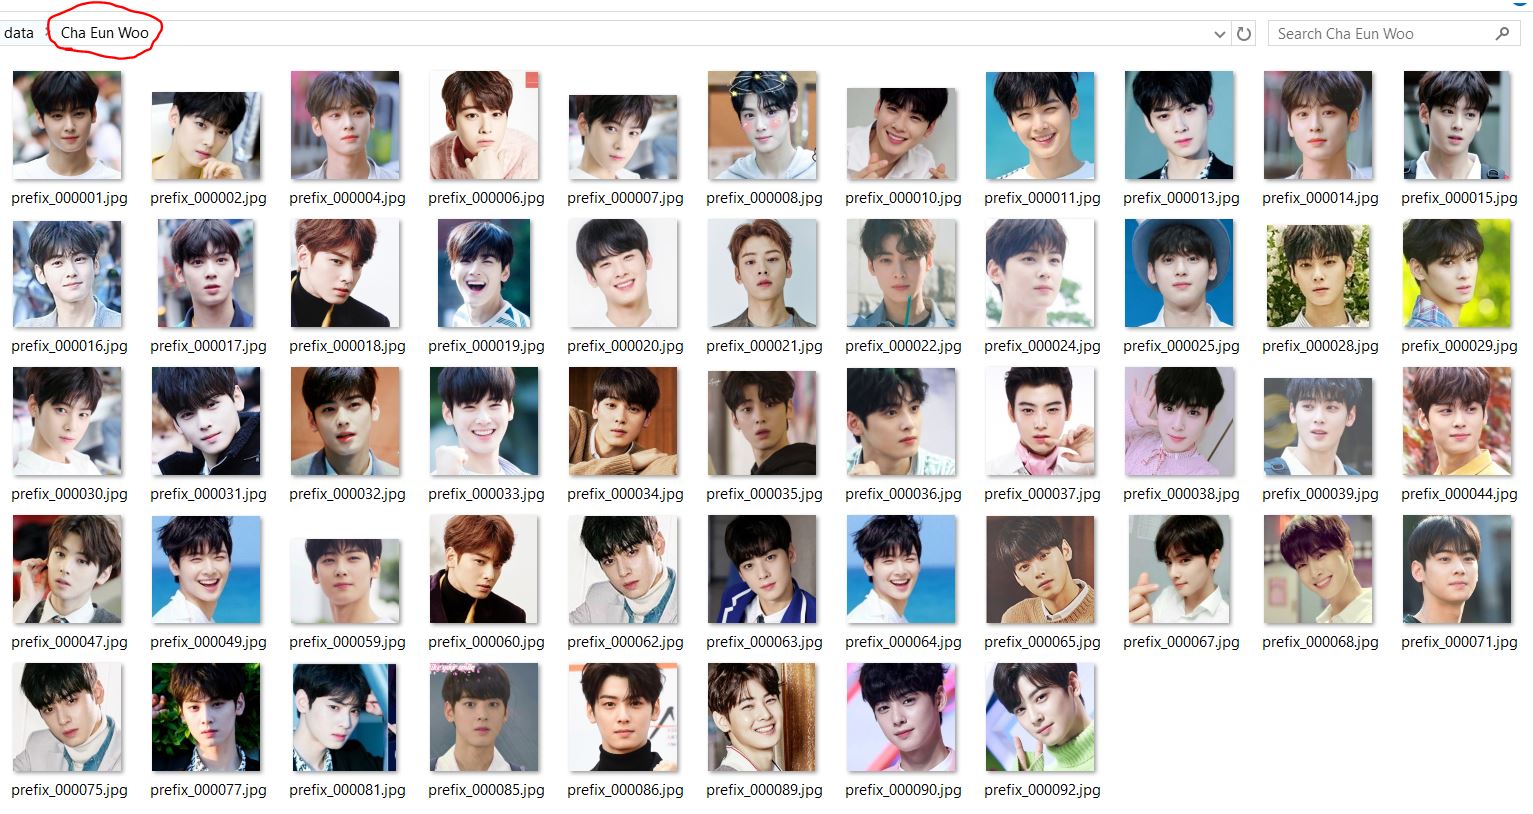 data Cha Eun Woo Search Cha Eun Woo
prefix_000001.jpg prefix_000002.jpg prefix_000004.jpg prefix_000006.jpg prefix_000007.jpg prefix_000008.jpg prefix_000010.jpg prefix_000011.jpg prefix_000013.jpg prefix_000014.jpg prefix_000015.jpg
prefix_000016.jpg prefix_000017.jpg prefix_000018.jpg prefix_000019.jpg prefix_000020.jpg prefix_000021.jpg prefix_000022.jpg prefix_000024.jpg prefix_000025.jpg prefix_000028.jpg prefix_000029.jpg
prefix_000030.jpg prefix_000031.jpg prefix_000032.jpg prefix_000033.jpg prefix_000034.jpg prefix_000035.jpg prefix_000036.jpg prefix_000037.jpg prefix_000038.jpg prefix_000039.jpg prefix_000044.jpg
prefix_000047.jpg prefix_000049.jpg prefix_000059.jpg prefix_000060.jpg prefix_000062.jpg prefix_000063.jpg prefix_000064.jpg prefix_000065.jpg prefix_000067.jpg prefix_000068.jpg prefix_000071.jpg
prefix_000075.jpg prefix_000077.jpg prefix_000081.jpg prefix_000085.jpg prefix_000086.jpg prefix_000089.jpg prefix_000090.jpg prefix_000092.jpg